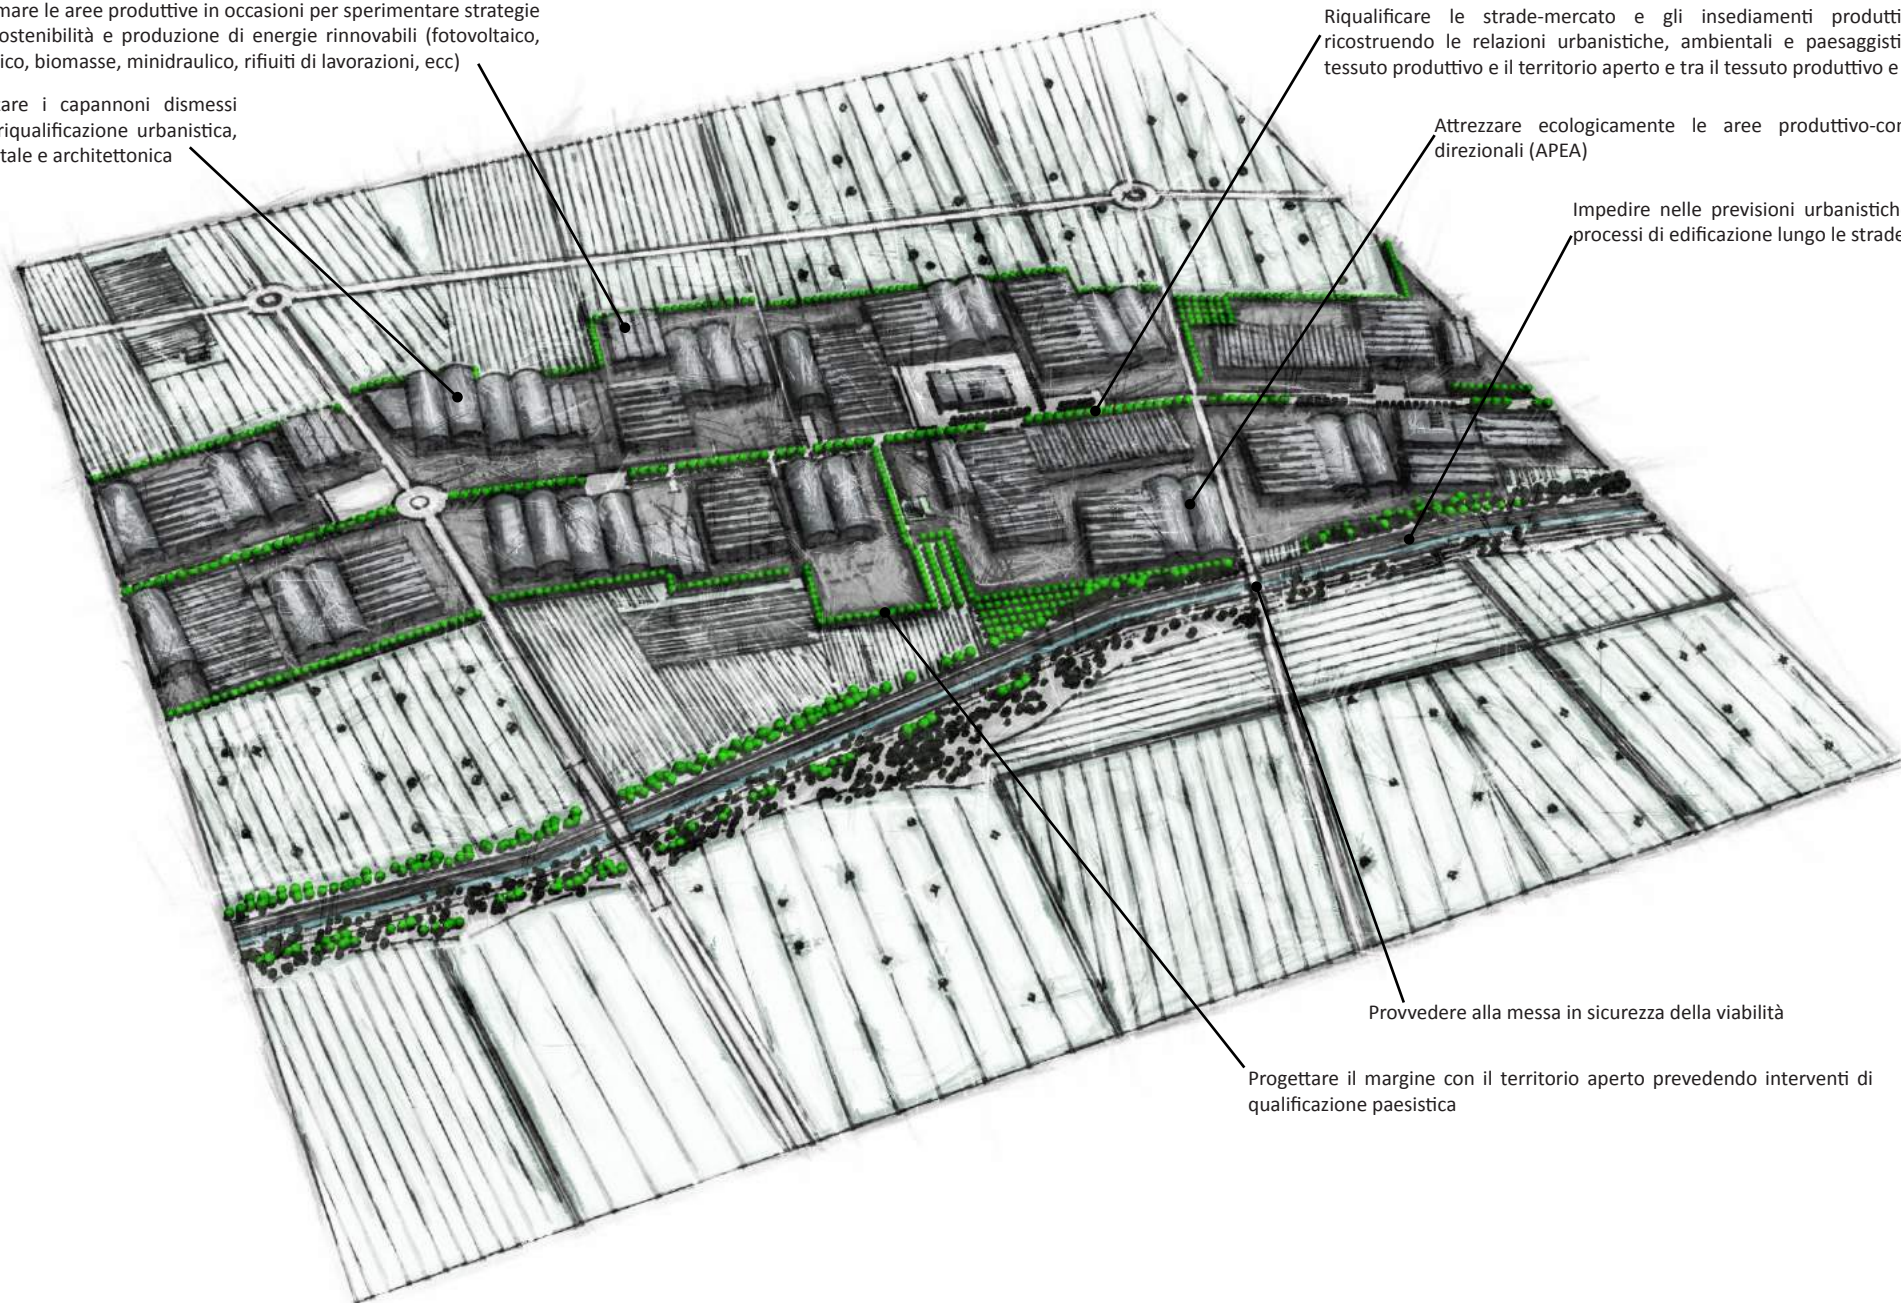 mare le aree produttive in occasioni per sperimentare strategie
ostenibilità e produzione di energie rinnovabili (fotovoltaico,
ico, biomasse, minidraulico, rifiuiti di lavorazioni, ecc)
are i capannoni dismessi
riqualificazione urbanistica,
tale e architettonica
Riqualificare le strade-mercato e gli insediamenti produtti
ricostruendo le relazioni urbanistiche, ambientali e paesaggisti
tessuto produttivo e il territorio aperto e tra il tessuto produttivo e
Attrezzare ecologicamente le aree produttivo-con
direzionali (APEA)
Impedire nelle previsioni urbanistich
processi di edificazione lungo le strade
Provvedere alla messa in sicurezza della viabilità
Progettare il margine con il territorio aperto prevedendo interventi di
qualificazione paesistica